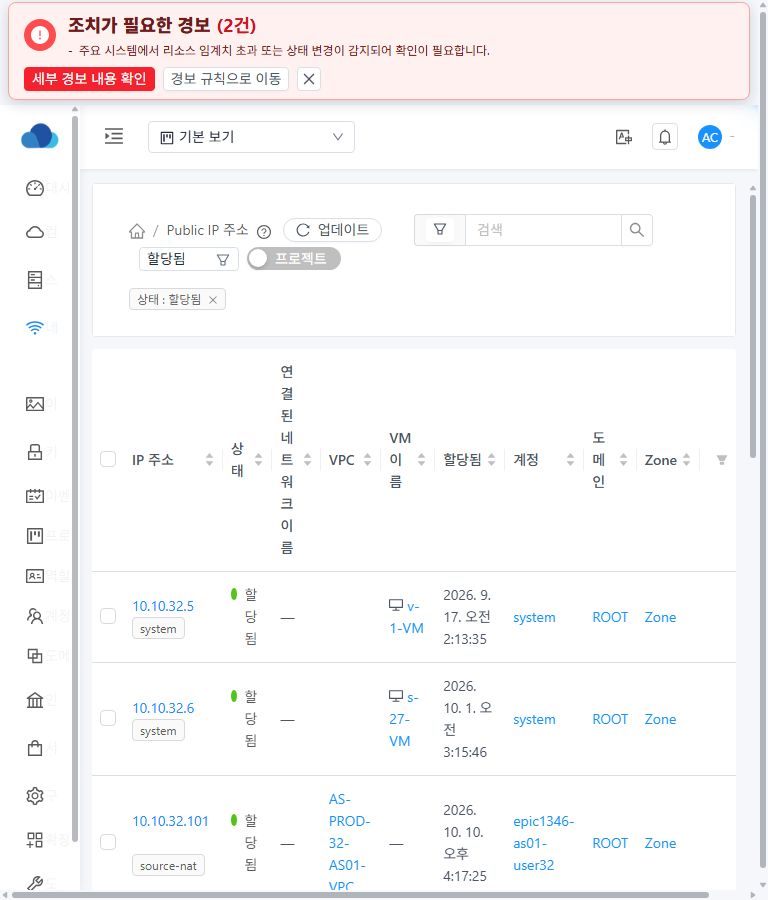 조치가 필요한 경보 (2건)
- 주요 시스템에서 리소스 임계치 초과 또는 상태 변경이 감지되어 확인이 필요합니다.
세부 경보 내용 확인 경보 규칙으로 이동
기본 보기
AC
/ Public IP 주소 업데이트 검색
할당됨 프로젝트
상태 : 할당됨
IP 주소 상태 연결된 네트워크 이름 VPC VM 이름 할당됨 계정 도메인 Zone
10.10.32.5 system 할당됨 — v-1-VM 2026. 9. 17. 오전 2:13:35 system ROOT Zone
10.10.32.6 system 할당됨 — s-27-VM 2026. 10. 1. 오전 3:15:46 system ROOT Zone
10.10.32.101 source-nat 할당됨 — AS-PROD-32-AS01-VPC — 2026. 10. 10. 오후 4:17:25 epic1346-as01-user32 ROOT Zone